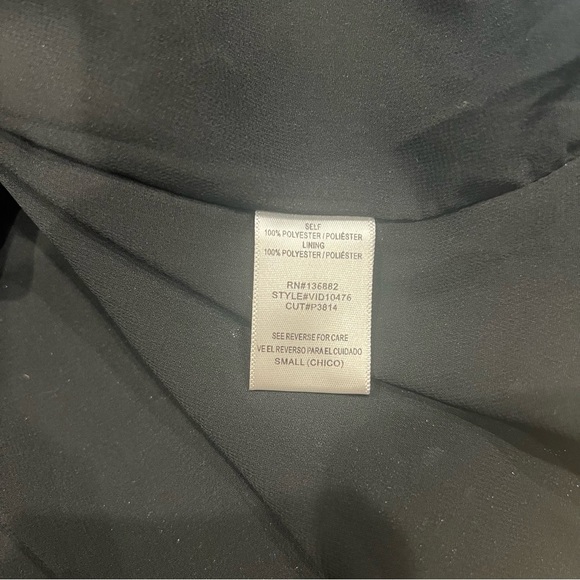 SELF
100% POLYESTER / POLIÉSTER
LINING
100% POLYESTER / POLIÉSTER
RN#136882
STYLE#VID10476
CUT#P3814
SEE REVERSE FOR CARE
VE EL REVERSO PARA EL CUIDADO
SMALL (CHICO)